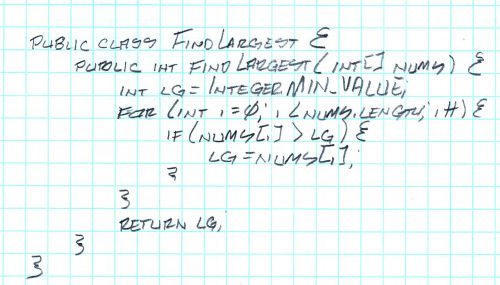 PUBLIC CLASS FINDLARGEST {
PUBLIC INT FINDLARGEST(INT[] NUMS) {
INT LG = INTEGER.MIN_VALUE;
FOR (INT i = 0; i < NUMS.LENGTH; i++) {
IF (NUMS[i] > LG) {
LG = NUMS[i];
}
}
RETURN LG;
}
}